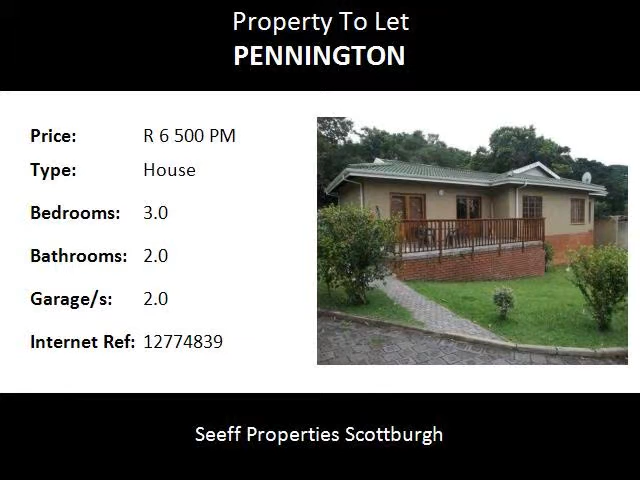 Property To Let
PENNINGTON
Price: R 6 500 PM
Type: House
Bedrooms: 3.0
Bathrooms: 2.0
Garage/s: 2.0
Internet Ref: 12774839
Seeff Properties Scottburgh